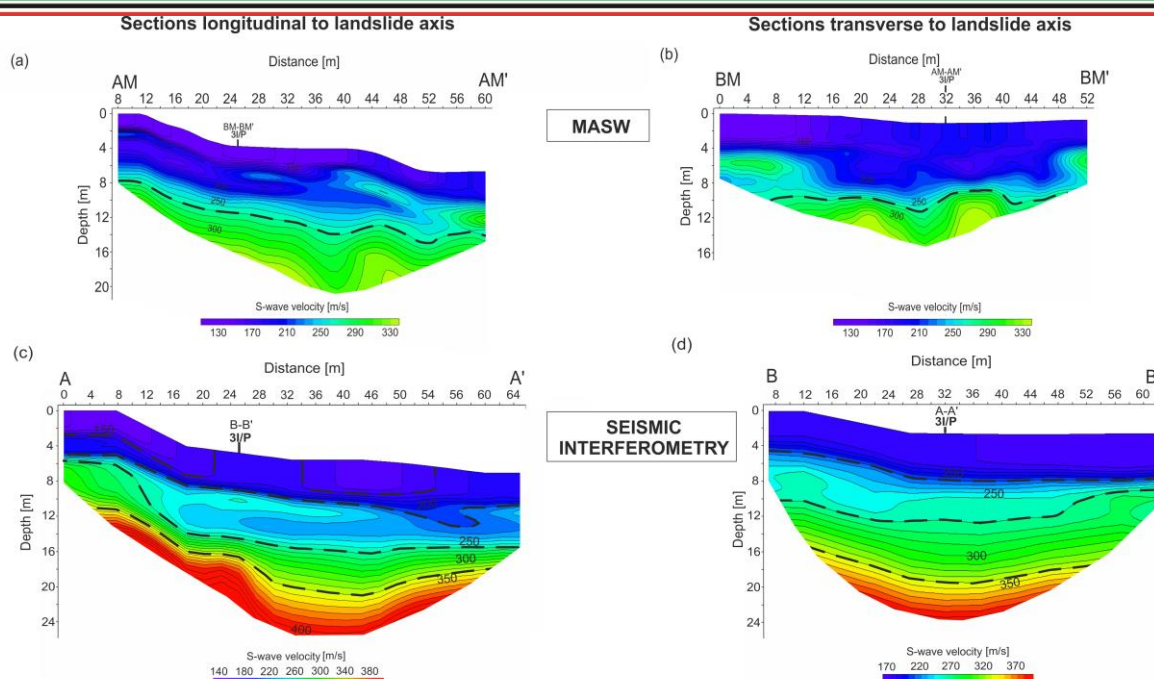 Sections longitudinal to landslide axis
Sections transverse to landslide axis
(a)
Distance [m]
AM
AM'
8 12 16 20 24 28 32 36 40 44 48 52 56 60
BM-BM'
3I/P
0
4
8
12
16
20
Depth [m]
250
300
S-wave velocity [m/s]
130 170 210 250 290 330
(b)
Distance [m]
BM
AM-AM'
3I/P
BM'
0 4 8 12 16 20 24 28 32 36 40 44 48 52
0
4
8
12
16
Depth [m]
250
300
S-wave velocity [m/s]
130 170 210 250 290 330
MASW
(c)
Distance [m]
A
A'
0 4 8 12 16 22 28 32 36 40 46 50 54 60 65
B-B'
3I/P
0
4
8
12
16
20
24
Depth [m]
250
300
350
400
S-wave velocity [m/s]
140 180 220 260 300 340 380
SEISMIC
INTERFEROMETRY
(d)
Distance [m]
B
B
8 12 16 20 24 28 32 36 40 44 48 52 56 60
A-A'
3I/P
0
4
8
12
16
20
24
Depth [m]
250
300
350
S-wave velocity [m/s]
170 220 270 320 370